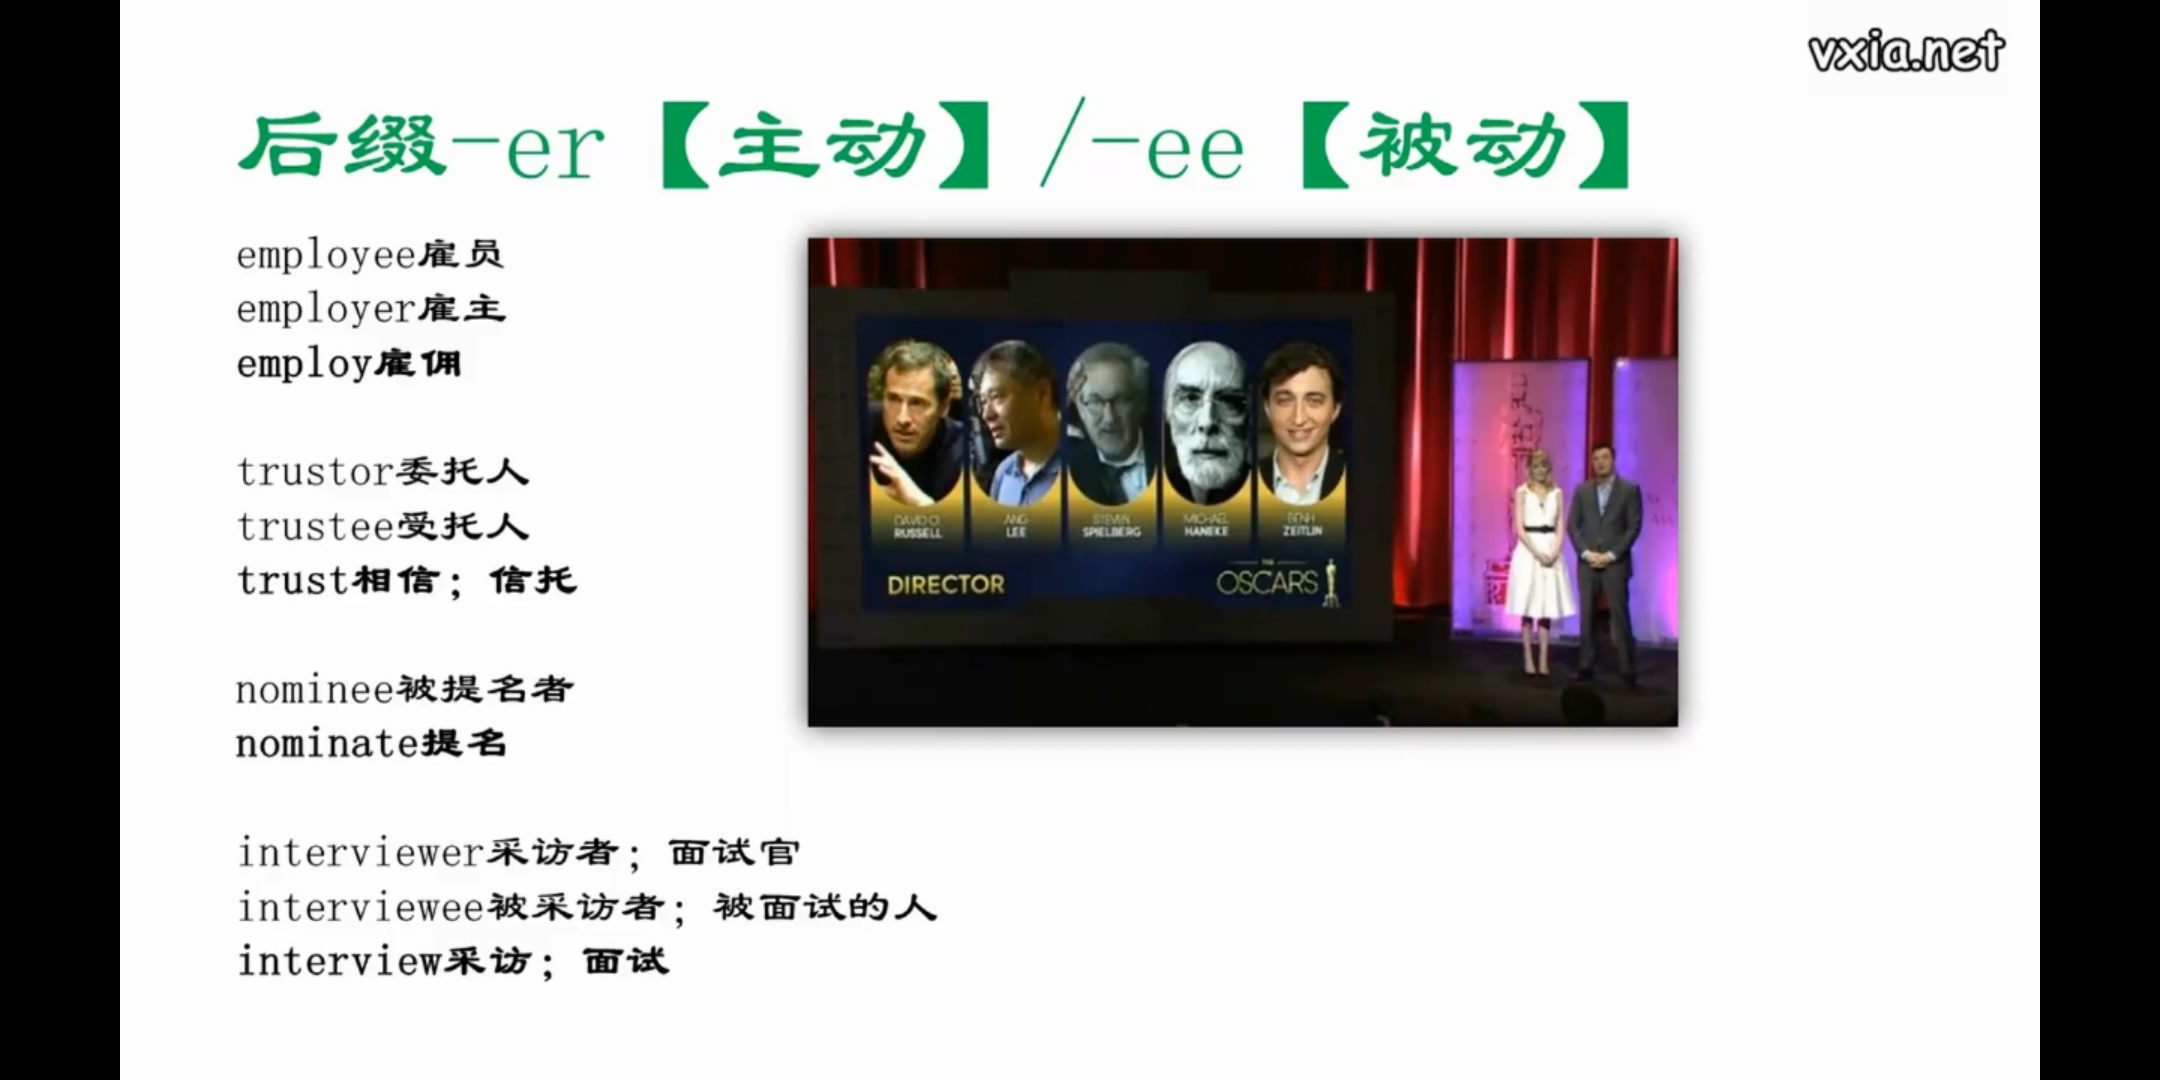 vxia.net
后缀-er【主动】/-ee【被动】
employee雇员
employer雇主
employ雇佣
trustor委托人
trustee受托人
trust相信；信托
nominee被提名者
nominate提名
interviewer采访者；面试官
interviewee被采访者；被面试的人
interview采访；面试
DAVID O.
RUSSELL
ANG
LEE
STEVEN
SPIELBERG
MICHAEL
HANEKE
BENH
ZEITLIN
DIRECTOR
THE
OSCARS